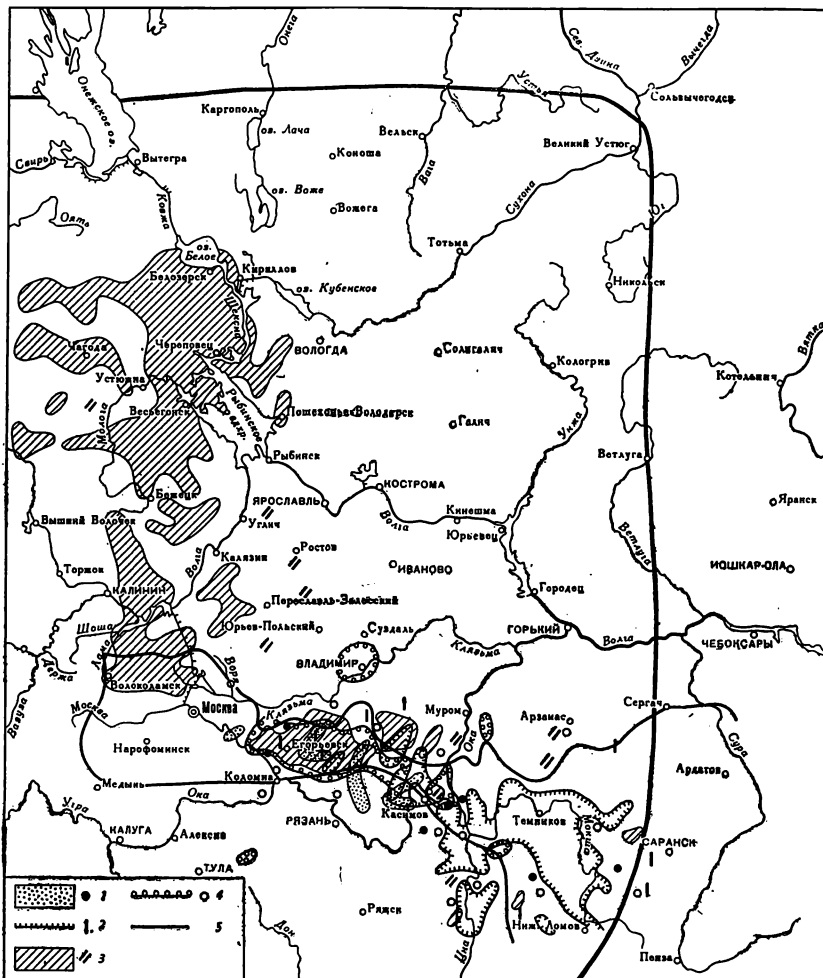 Онежское оз.
Онега
Сев. Двина
Вычегда
Сольвычегодск
Устья
Каргополь
оз. Лача
Вельск
Коноша
Великий Устюг
Свирь
Вытегра
Вага
оз. Воже
Вожега
Сухона
Юг
Оять
Ковжа
Тотьма
оз. Белое
Белозерск
Кириллов
оз. Кубенское
Никольск
Шексна
Череповец
ВОЛОГДА
Солигалич
Кологрив
Вятка
Чагода
Устюжна
Котельнич
Весьегонск
Рыбинское вдхр.
Пошехонье-Володарск
Галич
Унжа
Молога
Рыбинск
Ветлуга
Бежецк
ЯРОСЛАВЛЬ
КОСТРОМА
Яранск
Вышний Волочек
Углич
Волга
Кинешма
Юрьевец
Ветлуга
Волга
Калязин
Ростов
ИВАНОВО
ЙОШКАР-ОЛА
Торжок
КАЛИНИН
Переславль-Залесский
Городец
Шоша
Юрьев-Польский
Суздаль
Клязьма
ГОРЬКИЙ
Волга
ЧЕБОКСАРЫ
Держа
Лама
Вазуза
Волоколамск
Воря
ВЛАДИМИР
Москва
Москва
Клязьма
Муром
Арзамас
Сергач
Ока
Сура
Нарофоминск
Егорьевск
Медынь
Коломна
Ардатов
Ока
Угра
РЯЗАНЬ
Касимов
Темников
Мокша
КАЛУГА
Алексин
САРАНСК
ТУЛА
Ряжск
Дон
Цна
Ниж. Ломов
Пенза
1
4
2
5
3